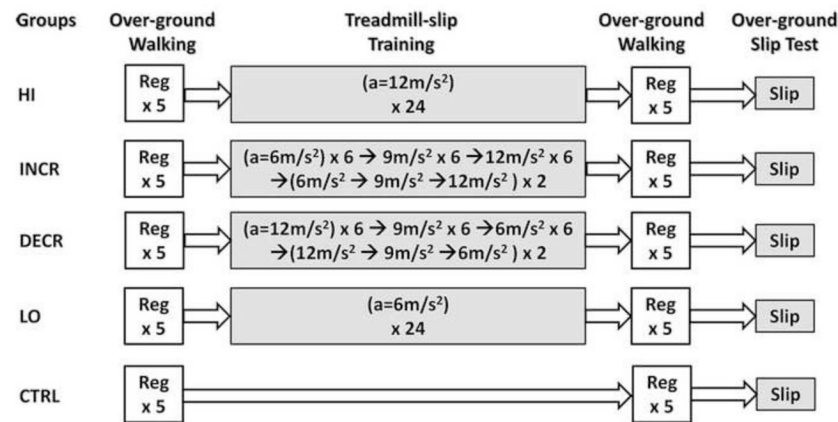 Groups Over-ground Walking Treadmill-slip Training Over-ground Walking Over-ground Slip Test
HI
Reg x 5
(a=12m/s²)
x 24
Reg x 5
Slip
INCR
Reg x 5
(a=6m/s²) x 6 → 9m/s² x 6 →12m/s² x 6
→(6m/s² → 9m/s² →12m/s² ) x 2
Reg x 5
Slip
DECR
Reg x 5
(a=12m/s²) x 6 → 9m/s² x 6 →6m/s² x 6
→(12m/s² → 9m/s² →6m/s² ) x 2
Reg x 5
Slip
LO
Reg x 5
(a=6m/s²)
x 24
Reg x 5
Slip
CTRL
Reg x 5
Reg x 5
Slip